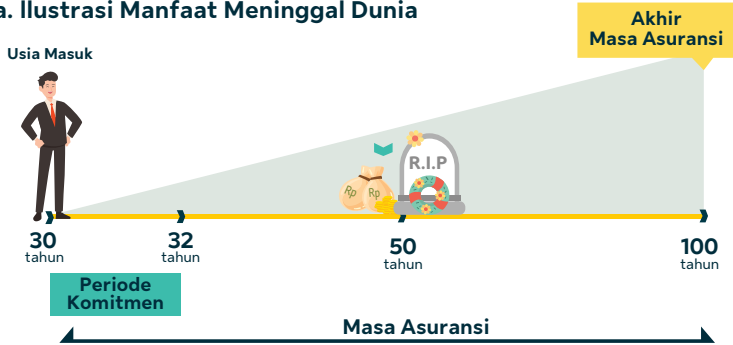 a. Ilustrasi Manfaat Meninggal Dunia
Akhir
Masa Asuransi
Usia Masuk
R.I.P
Rp
Rp
30
tahun
32
tahun
50
tahun
100
tahun
Periode
Komitmen
Masa Asuransi